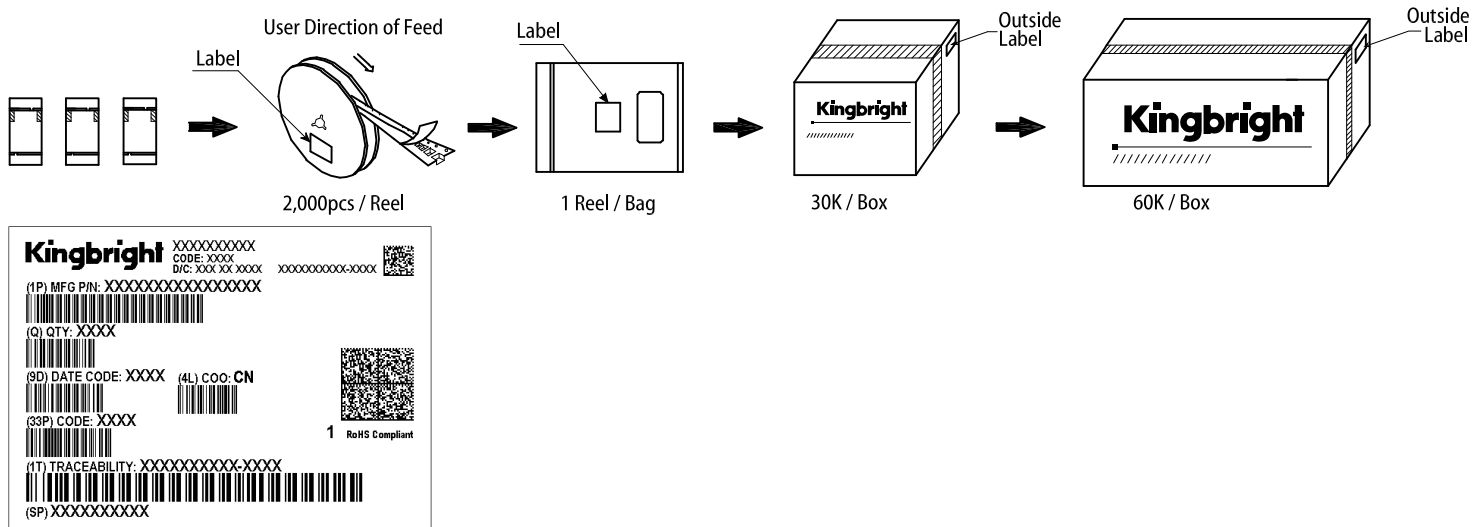 User Direction of Feed
Label
2,000pcs / Reel
Label
1 Reel / Bag
Outside
Label
Kingbright
30K / Box
Outside
Label
Kingbright
60K / Box
Kingbright
XXXXXXXXXX
CODE: XXXX
D/C: XXX XX XXXX XXXXXXXXXX-XXXX
(1P) MFG P/N: XXXXXXXXXXXXXXXX
(Q) QTY: XXXX
(9D) DATE CODE: XXXX (4L) COO: CN
(33P) CODE: XXXX
1 RoHS Compliant
(1T) TRACEABILITY: XXXXXXXXXX-XXXX
(SP) XXXXXXXXXX